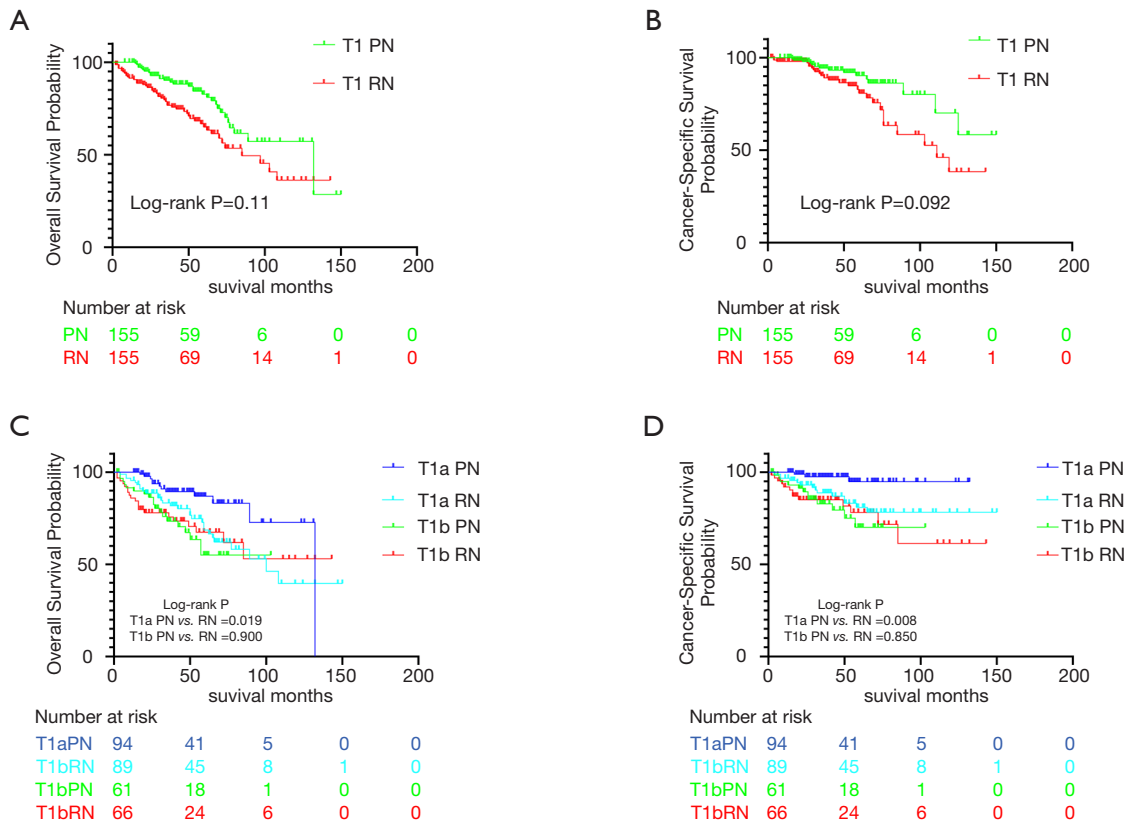 A
Overall Survival Probability
100
50
0
T1 PN
T1 RN
Log-rank P=0.11
0 50 100 150 200
suvival months
Number at risk
PN 155 59 6 0 0
RN 155 69 14 1 0
B
Cancer-Specific Survival
Probability
100
50
0
T1 PN
T1 RN
Log-rank P=0.092
0 50 100 150 200
suvival months
Number at risk
PN 155 59 6 0 0
RN 155 69 14 1 0
C
Overall Survival Probability
100
50
0
T1a PN
T1a RN
T1b PN
T1b RN
Log-rank P
T1a PN vs. RN =0.019
T1b PN vs. RN =0.900
0 50 100 150 200
suvival months
Number at risk
T1aPN 94 41 5 0 0
T1bRN 89 45 8 1 0
T1bPN 61 18 1 0 0
T1bRN 66 24 6 0 0
D
Cancer-Specific Survival
Probability
100
50
0
T1a PN
T1a RN
T1b PN
T1b RN
Log-rank P
T1a PN vs. RN =0.008
T1b PN vs. RN =0.850
0 50 100 150 200
suvival months
Number at risk
T1aPN 94 41 5 0 0
T1bRN 89 45 8 1 0
T1bPN 61 18 1 0 0
T1bRN 66 24 6 0 0